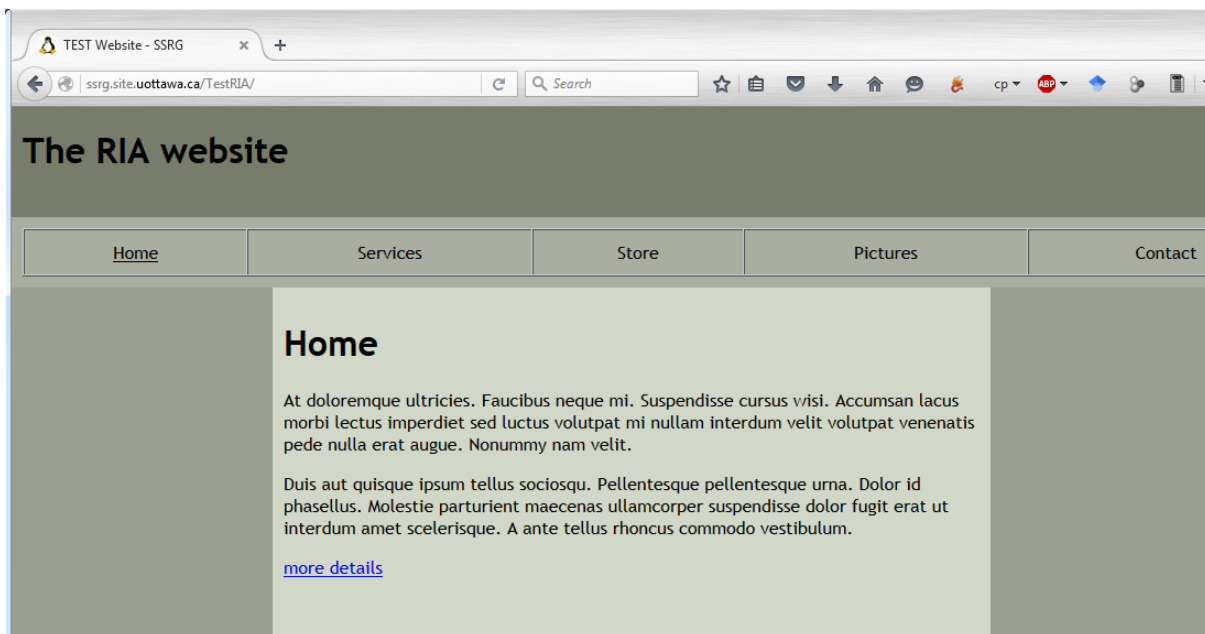 TEST Website - SSRG
ssrg.site.uottawa.ca/TestRIA/
Search
cp
ABP
The RIA website
Home
Services
Store
Pictures
Contact
Home
At doloremque ultricies. Faucibus neque mi. Suspendisse cursus wisi. Accumsan lacus
morbi lectus imperdiet sed luctus volutpat mi nullam interdum velit volutpat venenatis
pede nulla erat augue. Nonummy nam velit.
Duis aut quisque ipsum tellus sociosqu. Pellentesque pellentesque urna. Dolor id
phasellus. Molestie parturient maecenas ullamcorper suspendisse dolor fugit erat ut
interdum amet scelerisque. A ante tellus rhoncus commodo vestibulum.
more details